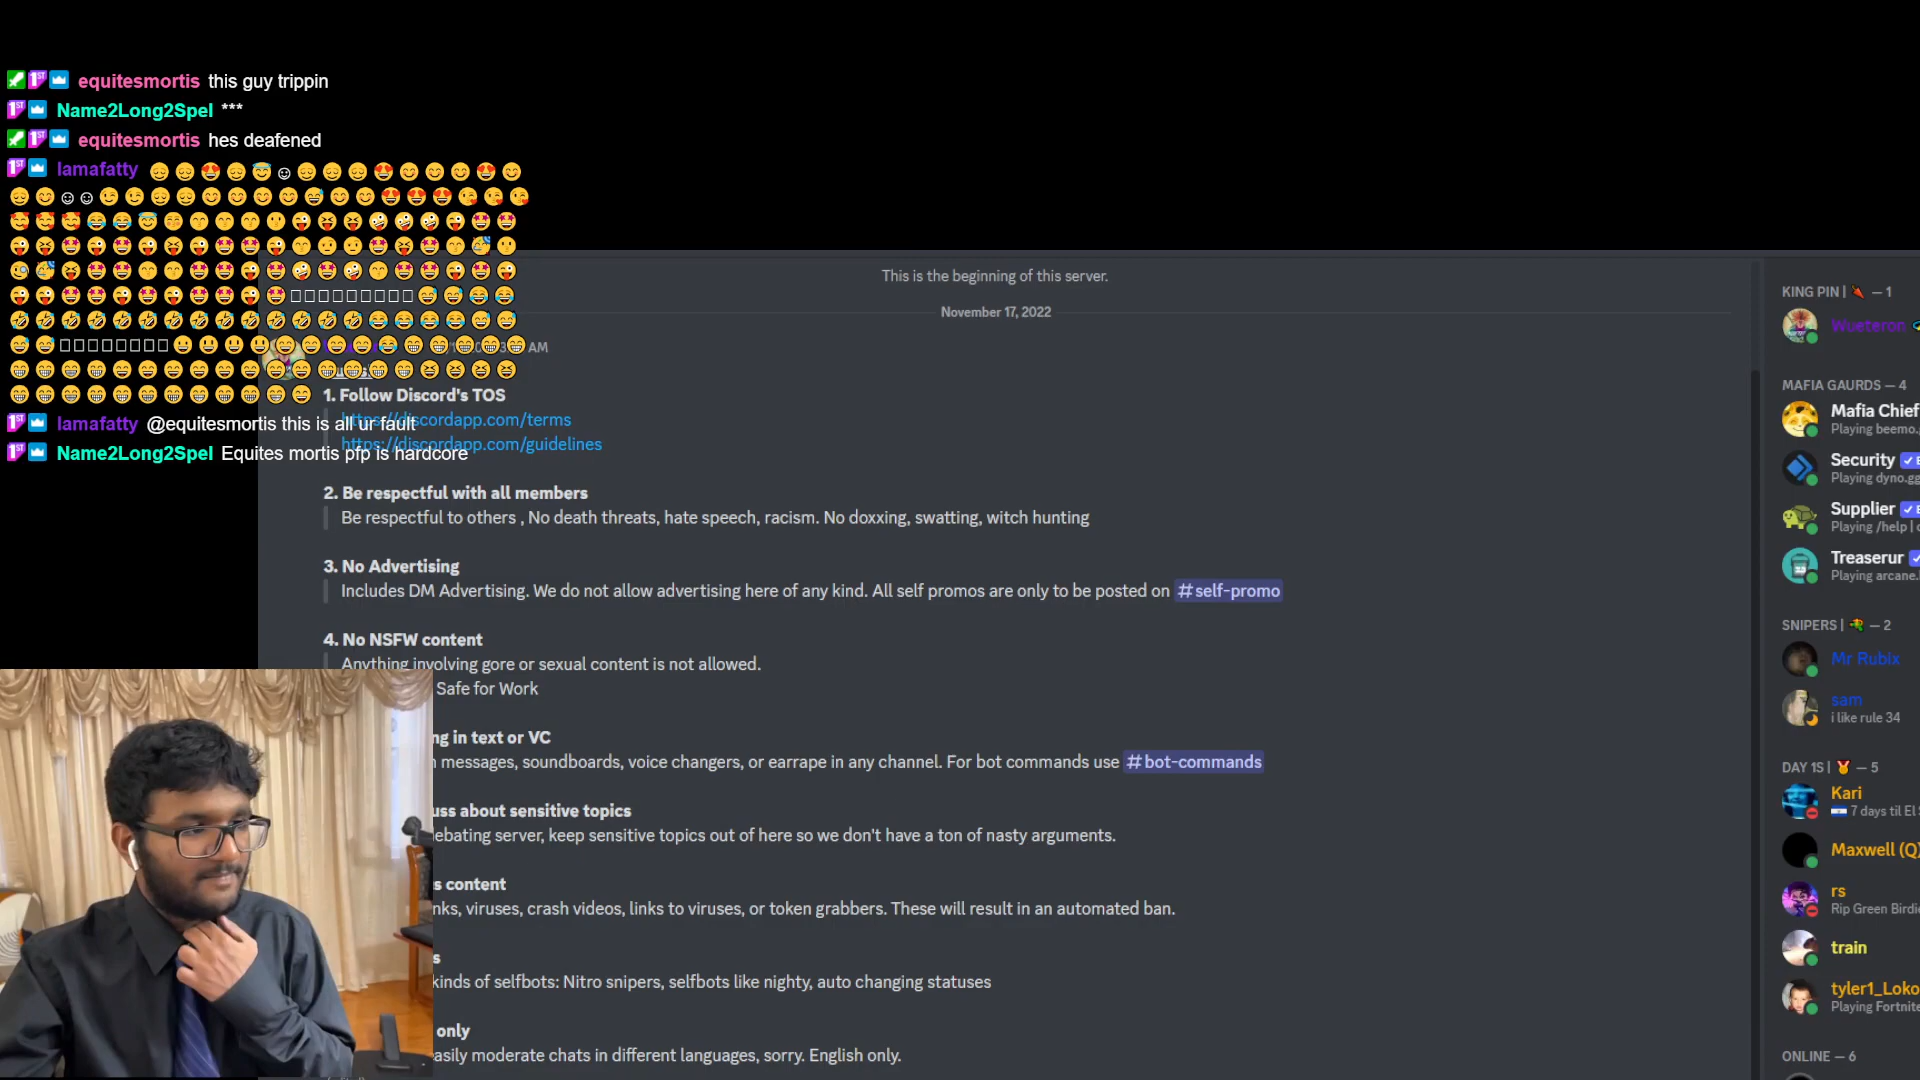 equitesmortis this guy trippin
Name2Long2Spel ***
equitesmortis hes deafened
lamafatty
lamafatty @equitesmortis this is all ur fault
Name2Long2Spel Equites mortis pfp is hardcore
This is the beginning of this server.
November 17, 2022
AM
1. Follow Discord's TOS
https://discordapp.com/terms
https://discordapp.com/guidelines
2. Be respectful with all members
Be respectful to others , No death threats, hate speech, racism. No doxxing, swatting, witch hunting
3. No Advertising
Includes DM Advertising. We do not allow advertising here of any kind. All self promos are only to be posted on #self-promo
4. No NSFW content
Anything involving gore or sexual content is not allowed.
Safe for Work
ng in text or VC
messages, soundboards, voice changers, or earrape in any channel. For bot commands use #bot-commands
uss about sensitive topics
ebating server, keep sensitive topics out of here so we don't have a ton of nasty arguments.
s content
nks, viruses, crash videos, links to viruses, or token grabbers. These will result in an automated ban.
s
kinds of selfbots: Nitro snipers, selfbots like nighty, auto changing statuses
only
asily moderate chats in different languages, sorry. English only.
KING PIN | — 1
Wueteron
MAFIA GAURDS — 4
Mafia Chief
Playing beemo.g
Security
Playing dyno.gg
Supplier
Playing /help | c
Treaserur
Playing arcane.
SNIPERS | — 2
Mr Rubix
sam
i like rule 34
DAY 1S | — 5
Kari
7 days til El S
Maxwell (Q)
rs
Rip Green Birdie
train
tyler1_Loko
Playing Fortnite
ONLINE — 6